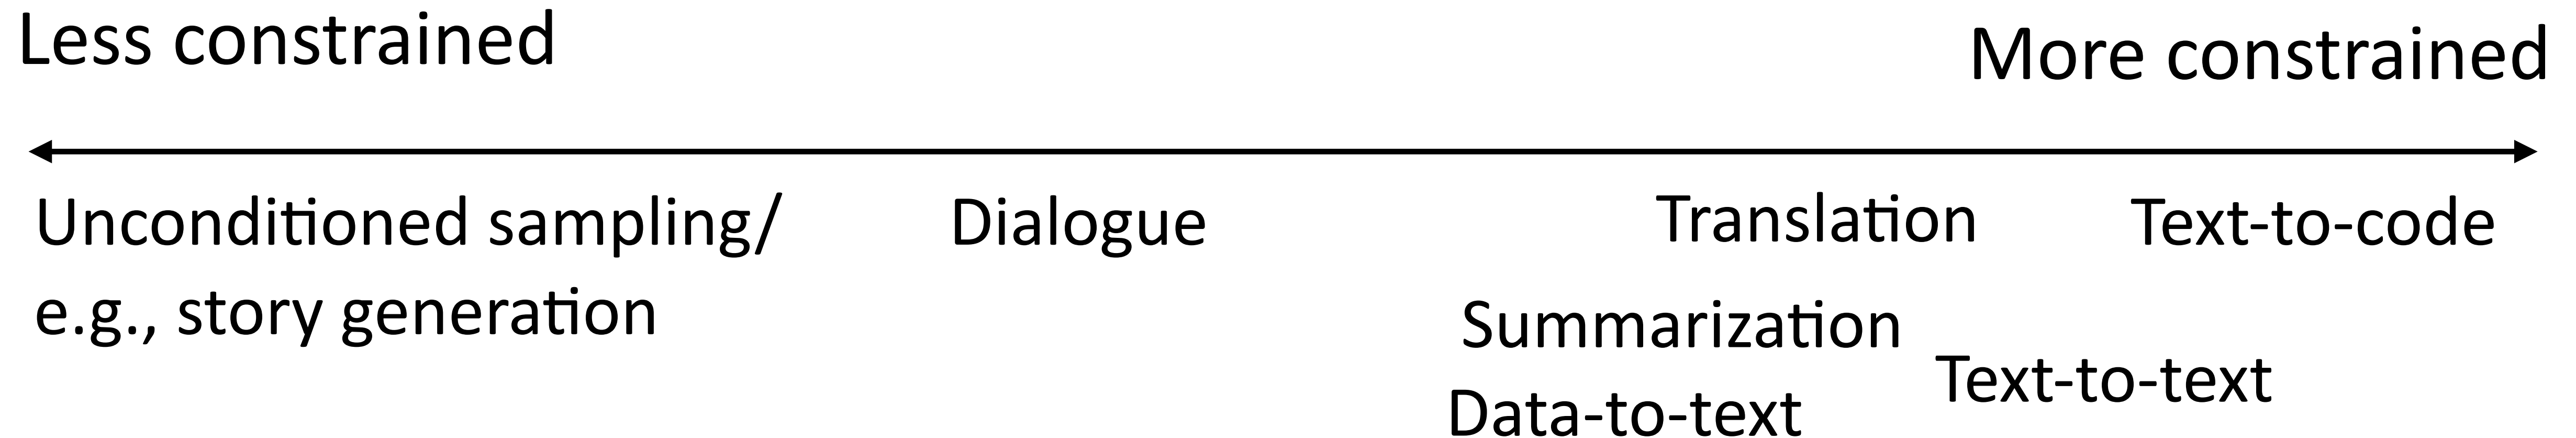 Less constrained
More constrained
Unconditioned sampling/
e.g., story generation
Dialogue
Translation
Text-to-code
Summarization
Text-to-text
Data-to-text